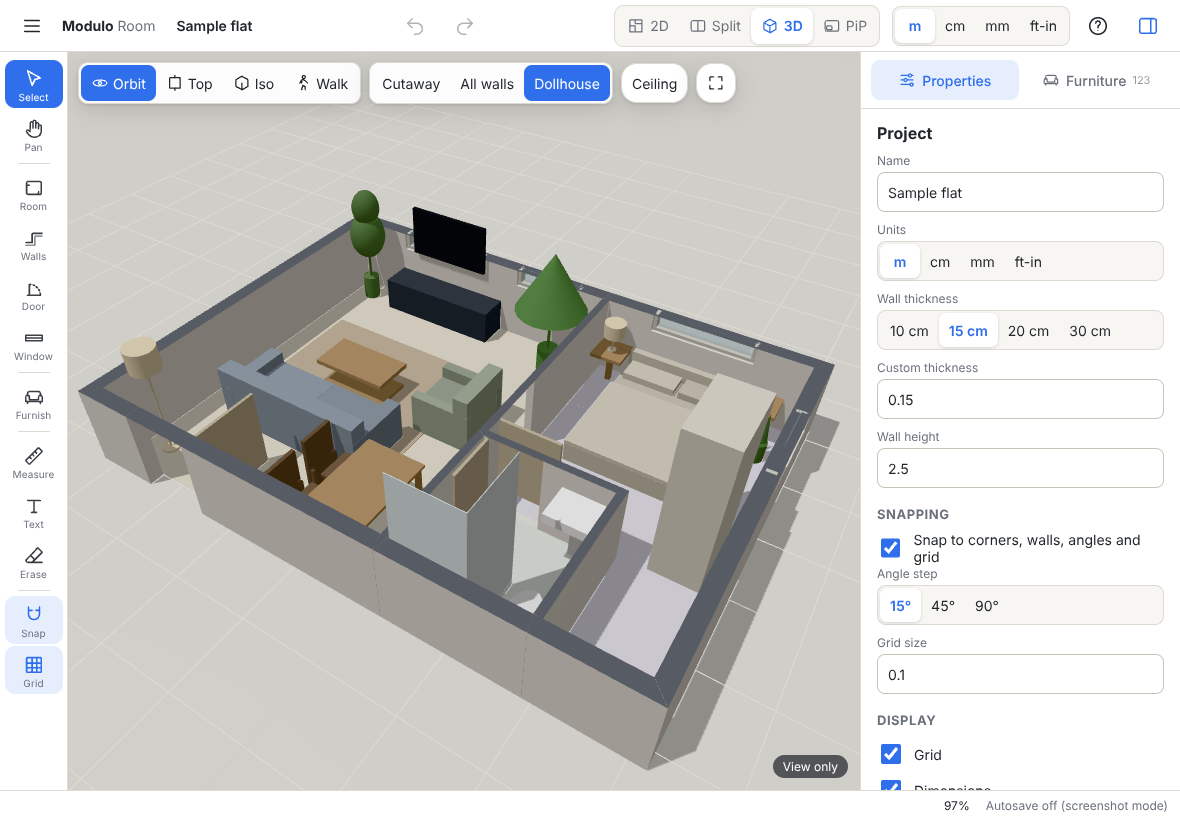 Modulo Room
Sample flat
2D
Split
3D
PiP
m
cm
mm
ft-in
Select
Pan
Room
Walls
Door
Window
Furnish
Measure
Text
Erase
Snap
Grid
Orbit
Top
Iso
Walk
Cutaway
All walls
Dollhouse
Ceiling
View only
Properties
Furniture 123
Project
Name
Sample flat
Units
m
cm
mm
ft-in
Wall thickness
10 cm
15 cm
20 cm
30 cm
Custom thickness
0.15
Wall height
2.5
SNAPPING
Snap to corners, walls, angles and
grid
Angle step
15°
45°
90°
Grid size
0.1
DISPLAY
Grid
Dimensions
97%
Autosave off (screenshot mode)